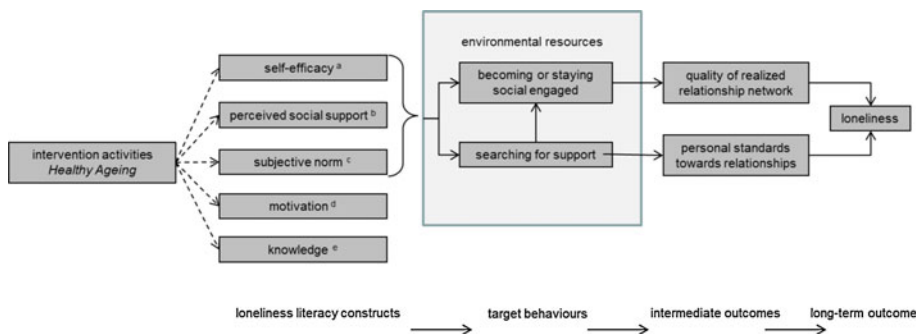 environmental resources
self-efficacy a
perceived social support b
subjective norm c
motivation d
knowledge e
intervention activities
Healthy Ageing
becoming or staying
social engaged
searching for support
quality of realized
relationship network
personal standards
towards relationships
loneliness
loneliness literacy constructs
target behaviours
intermediate outcomes
long-term outcome